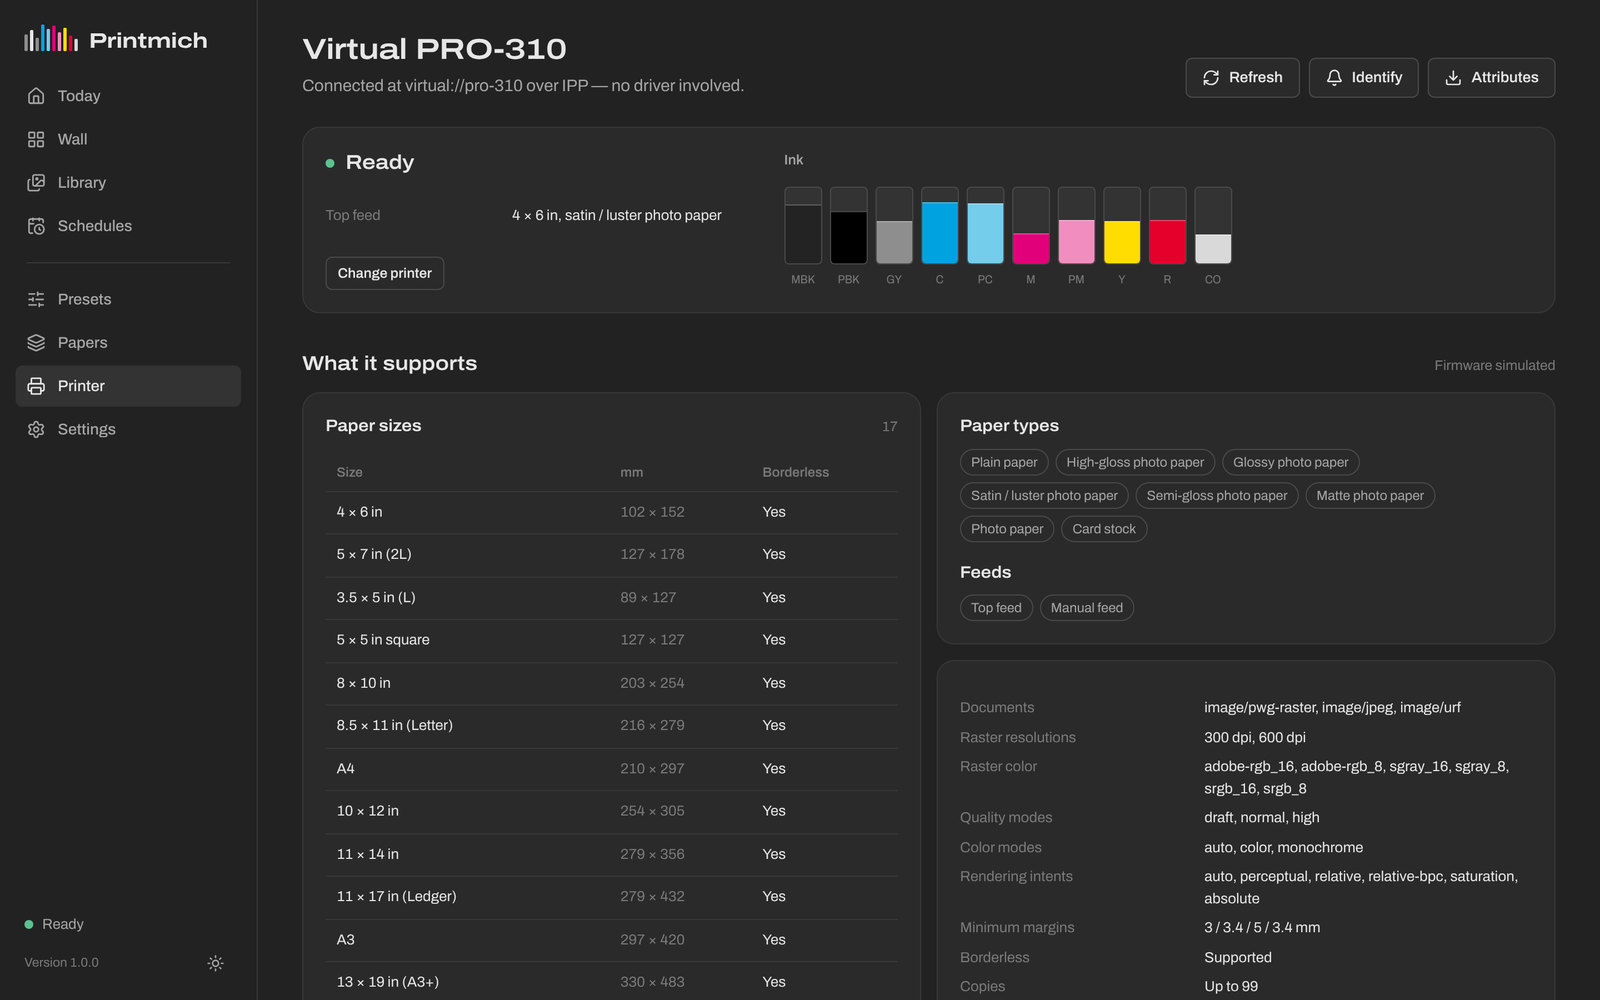 Printmich
Today
Wall
Library
Schedules
Presets
Papers
Printer
Settings
Ready
Version 1.0.0
Virtual PRO-310
Connected at virtual://pro-310 over IPP — no driver involved.
Refresh
Identify
Attributes
Ready
Top feed 4 × 6 in, satin / luster photo paper
Change printer
Ink
MBK PBK GY C PC M PM Y R CO
What it supports
Firmware simulated
Paper sizes 17
Size mm Borderless
4 × 6 in 102 × 152 Yes
5 × 7 in (2L) 127 × 178 Yes
3.5 × 5 in (L) 89 × 127 Yes
5 × 5 in square 127 × 127 Yes
8 × 10 in 203 × 254 Yes
8.5 × 11 in (Letter) 216 × 279 Yes
A4 210 × 297 Yes
10 × 12 in 254 × 305 Yes
11 × 14 in 279 × 356 Yes
11 × 17 in (Ledger) 279 × 432 Yes
A3 297 × 420 Yes
13 × 19 in (A3+) 330 × 483 Yes
Paper types
Plain paper High-gloss photo paper Glossy photo paper
Satin / luster photo paper Semi-gloss photo paper Matte photo paper
Photo paper Card stock
Feeds
Top feed Manual feed
Documents image/pwg-raster, image/jpeg, image/urf
Raster resolutions 300 dpi, 600 dpi
Raster color adobe-rgb_16, adobe-rgb_8, sgray_16, sgray_8,
srgb_16, srgb_8
Quality modes draft, normal, high
Color modes auto, color, monochrome
Rendering intents auto, perceptual, relative, relative-bpc, saturation,
absolute
Minimum margins 3 / 3.4 / 5 / 3.4 mm
Borderless Supported
Copies Up to 99